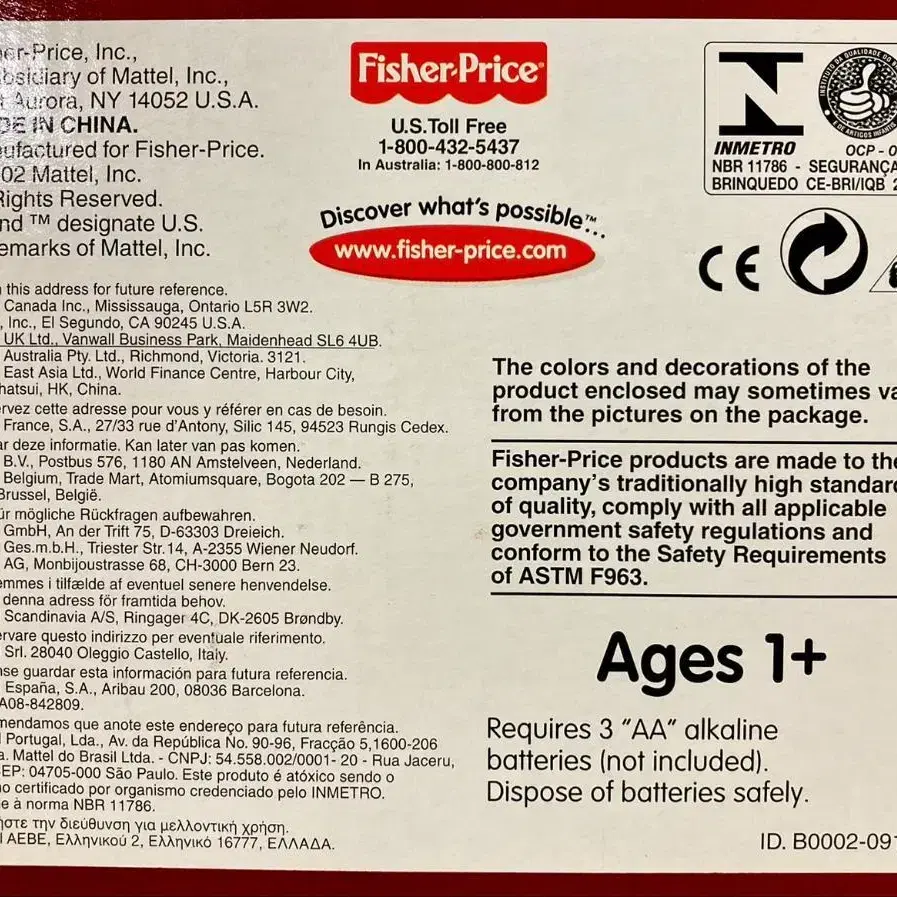 er-Price, Inc.,
bsidiary of Mattel, Inc.,
Aurora, NY 14052 U.S.A.
DE IN CHINA.
ufactured for Fisher-Price.
02 Mattel, Inc.
Rights Reserved.
nd ™ designate U.S.
emarks of Mattel, Inc.
this address for future reference.
Canada Inc., Mississauga, Ontario L5R 3W2.
, Inc., El Segundo, CA 90245 U.S.A.
UK Ltd., Vanwall Business Park, Maidenhead SL6 4UB.
Australia Pty. Ltd., Richmond, Victoria. 3121.
East Asia Ltd., World Finance Centre, Harbour City,
hatsui, HK, China.
rvez cette adresse pour vous y référer en cas de besoin.
France, S.A., 27/33 rue d'Antony, Silic 145, 94523 Rungis Cedex.
ar deze informatie. Kan later van pas komen.
B.V., Postbus 576, 1180 AN Amstelveen, Nederland.
Belgium, Trade Mart, Atomiumsquare, Bogota 202 — B 275,
Brussel, België.
ür mögliche Rückfragen aufbewahren.
GmbH, An der Trift 75, D-63303 Dreieich.
Ges.m.b.H., Triester Str. 14, A-2355 Wiener Neudorf.
AG, Monbijoustrasse 68, CH-3000 Bern 23.
emmes i tilfælde af eventuel senere henvendelse.
denna adress för framtida behov.
Scandinavia A/S, Ringager 4C, DK-2605 Brøndby.
ervare questo indirizzo per eventuale riferimento.
Srl. 28040 Oleggio Castello, Italy.
se guardar esta información para futura referencia.
España, S.A., Aribau 200, 08036 Barcelona.
A08-842809.
mendamos que anote este endereço para futura referência.
l Portugal, Lda., Av. da República No. 90-96, Fracção 5,1600-206
a. Mattel do Brasil Ltda. - CNPJ: 54.558.002/0001- 20 - Rua Jaceru,
EP: 04705-000 São Paulo. Este produto é atóxico sendo o
o certificado por organismo credenciado pelo INMETRO.
e à norma NBR 11786.
ήστε την διεύθυνση για μελλοντική χρήση.
l AEBE, Ελληνικού 2, Ελληνικό 16777, ΕΛΛΑΔΑ.
Fisher-Price®
U.S. Toll Free
1-800-432-5437
In Australia: 1-800-800-812
Discover what's possible™...
www.fisher-price.com
INMETRO
OCP - 0
NBR 11786 - SEGURANÇA
BRINQUEDO CE-BRI/IQB 2
INSTITUTO DA QUALIDADE DO
E DE ARTIGOS INFANTIS
CE
The colors and decorations of the
product enclosed may sometimes va
from the pictures on the package.
Fisher-Price products are made to the
company's traditionally high standard
of quality, comply with all applicable
government safety regulations and
conform to the Safety Requirements
of ASTM F963.
Ages 1+
Requires 3 "AA" alkaline
batteries (not included).
Dispose of batteries safely.
ID. B0002-09